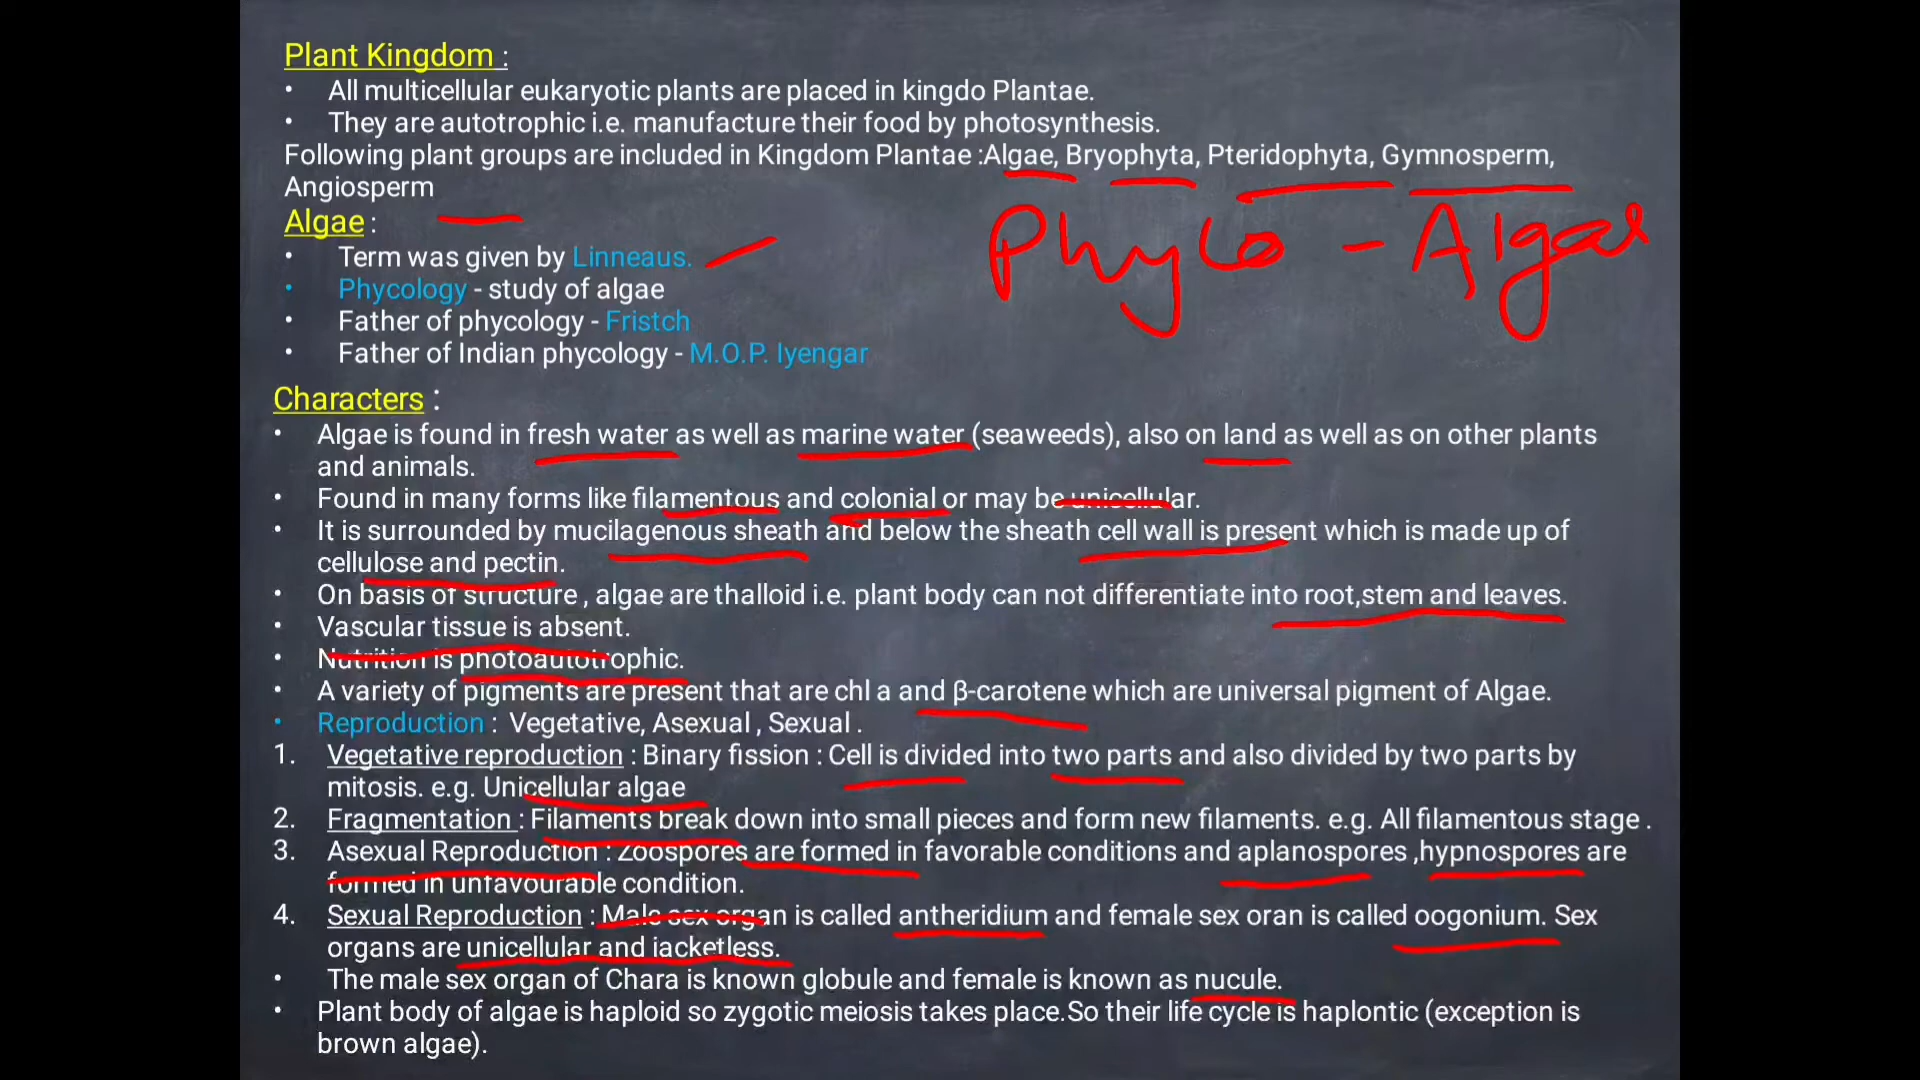 Plant Kingdom :
• All multicellular eukaryotic plants are placed in kingdo Plantae.
• They are autotrophic i.e. manufacture their food by photosynthesis.
Following plant groups are included in Kingdom Plantae :Algae, Bryophyta, Pteridophyta, Gymnosperm,
Angiosperm
Phyco - Algae
Algae :
• Term was given by Linneaus.
• Phycology - study of algae
• Father of phycology - Fristch
• Father of Indian phycology - M.O.P. Iyengar
Characters :
• Algae is found in fresh water as well as marine water (seaweeds), also on land as well as on other plants
and animals.
• Found in many forms like filamentous and colonial or may be unicellular.
• It is surrounded by mucilagenous sheath and below the sheath cell wall is present which is made up of
cellulose and pectin.
• On basis of structure , algae are thalloid i.e. plant body can not differentiate into root,stem and leaves.
• Vascular tissue is absent.
• Nutrition is photoautotrophic.
• A variety of pigments are present that are chl a and β-carotene which are universal pigment of Algae.
• Reproduction : Vegetative, Asexual , Sexual .
1. Vegetative reproduction : Binary fission : Cell is divided into two parts and also divided by two parts by
mitosis. e.g. Unicellular algae
2. Fragmentation : Filaments break down into small pieces and form new filaments. e.g. All filamentous stage .
3. Asexual Reproduction : Zoospores are formed in favorable conditions and aplanospores ,hypnospores are
formed in unfavourable condition.
4. Sexual Reproduction : Male sex organ is called antheridium and female sex oran is called oogonium. Sex
organs are unicellular and jacketless.
• The male sex organ of Chara is known globule and female is known as nucule.
• Plant body of algae is haploid so zygotic meiosis takes place.So their life cycle is haplontic (exception is
brown algae).